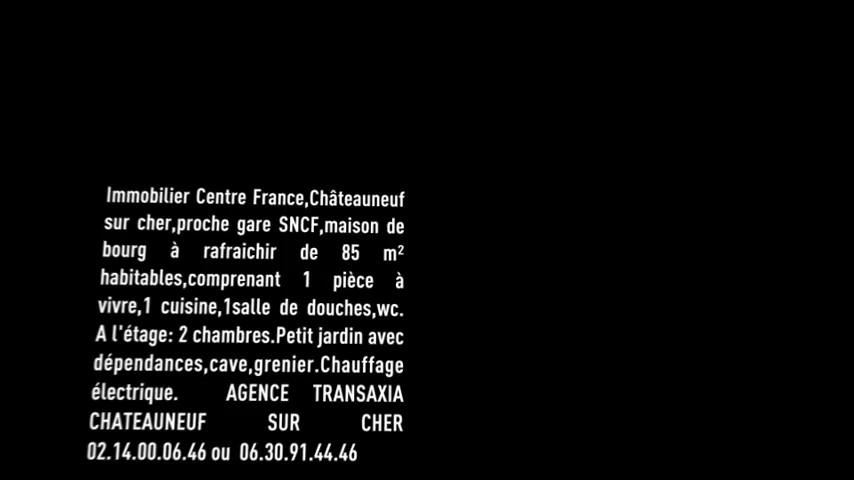 Immobilier Centre France,Châteauneuf
sur cher,proche gare SNCF,maison de
bourg à rafraichir de 85 m²
habitables,comprenant 1 pièce à
vivre,1 cuisine,1salle de douches,wc.
A l'étage: 2 chambres.Petit jardin avec
dépendances,cave,grenier.Chauffage
électrique. AGENCE TRANSAXIA
CHATEAUNEUF SUR CHER
02.14.00.06.46 ou 06.30.91.44.46